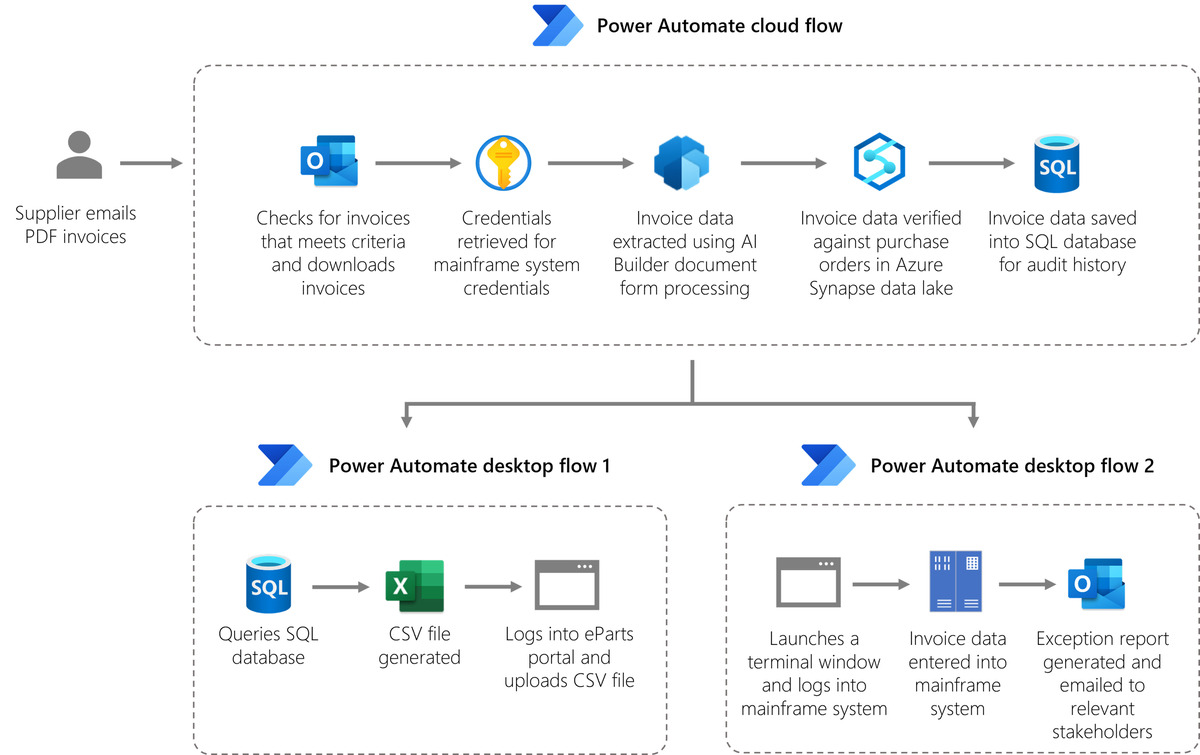 Power Automate cloud flow
Supplier emails
PDF invoices
O
Checks for invoices
that meets criteria
and downloads
invoices
Credentials
retrieved for
mainframe system
credentials
Invoice data
extracted using AI
Builder document
form processing
Invoice data verified
against purchase
orders in Azure
Synapse data lake
SQL
Invoice data saved
into SQL database
for audit history
Power Automate desktop flow 1
SQL
Queries SQL
database
X
CSV file
generated
Logs into eParts
portal and
uploads CSV file
Power Automate desktop flow 2
Launches a
terminal window
and logs into
mainframe system
Invoice data
entered into
mainframe
system
O
Exception report
generated and
emailed to
relevant
stakeholders